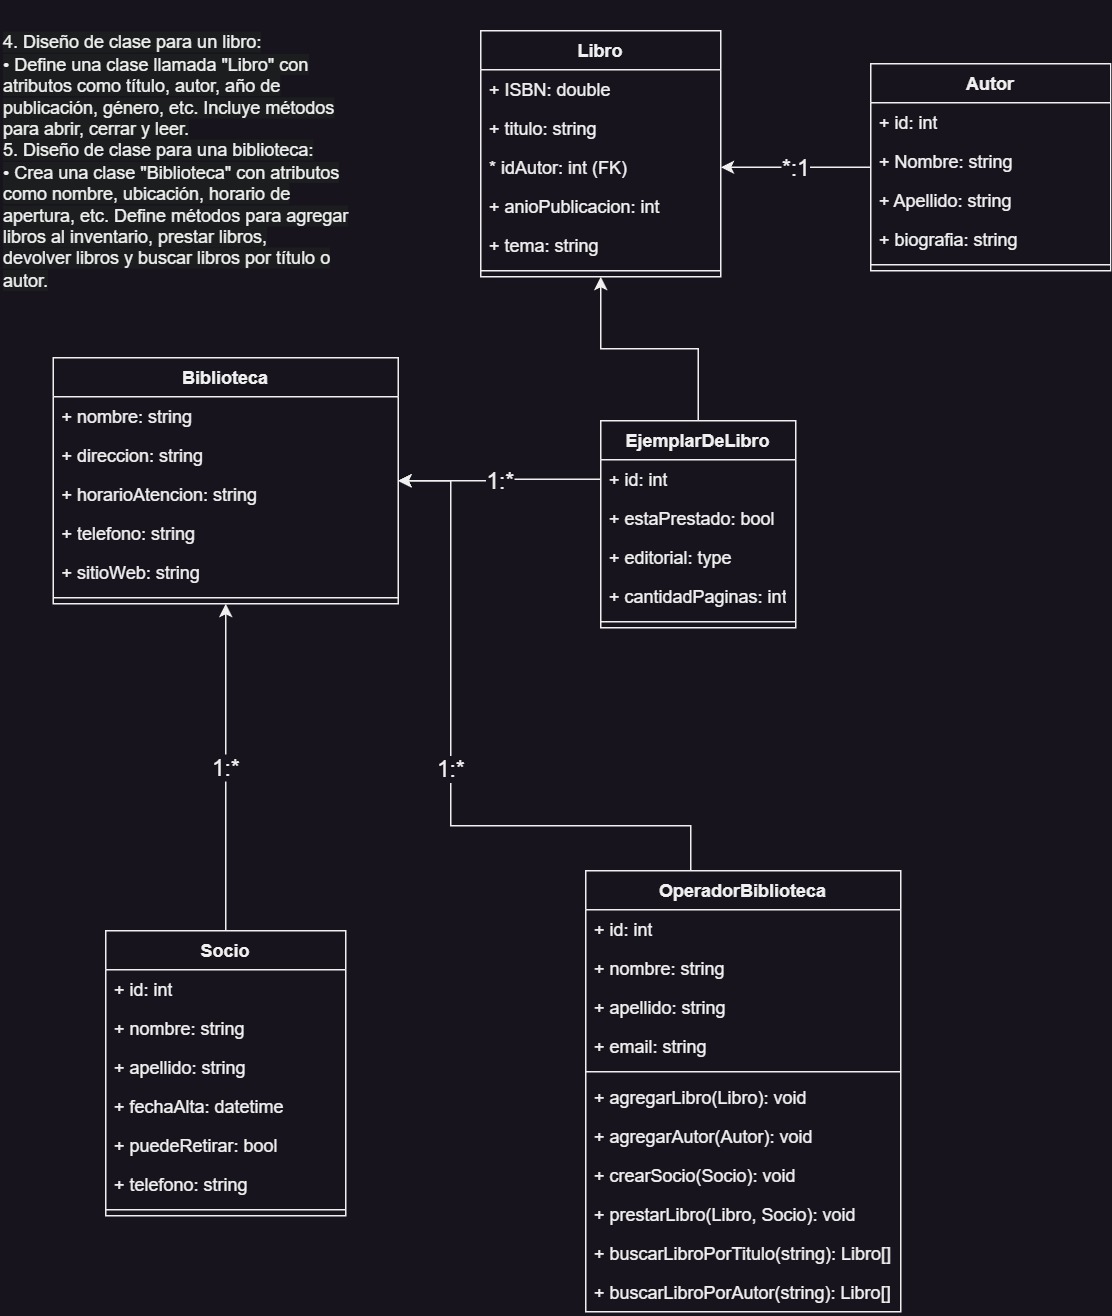 4. Diseño de clase para un libro:
• Define una clase llamada "Libro" con
atributos como título, autor, año de
publicación, género, etc. Incluye métodos
para abrir, cerrar y leer.
5. Diseño de clase para una biblioteca:
• Crea una clase "Biblioteca" con atributos
como nombre, ubicación, horario de
apertura, etc. Define métodos para agregar
libros al inventario, prestar libros,
devolver libros y buscar libros por título o
autor.
Libro
+ ISBN: double
+ titulo: string
* idAutor: int (FK)
+ anioPublicacion: int
+ tema: string
*:1
Autor
+ id: int
+ Nombre: string
+ Apellido: string
+ biografia: string
Biblioteca
+ nombre: string
+ direccion: string
+ horarioAtencion: string
+ telefono: string
+ sitioWeb: string
1:*
EjemplarDeLibro
+ id: int
+ estaPrestado: bool
+ editorial: type
+ cantidadPaginas: int
1:*
1:*
Socio
+ id: int
+ nombre: string
+ apellido: string
+ fechaAlta: datetime
+ puedeRetirar: bool
+ telefono: string
OperadorBiblioteca
+ id: int
+ nombre: string
+ apellido: string
+ email: string
+ agregarLibro(Libro): void
+ agregarAutor(Autor): void
+ crearSocio(Socio): void
+ prestarLibro(Libro, Socio): void
+ buscarLibroPorTitulo(string): Libro[]
+ buscarLibroPorAutor(string): Libro[]